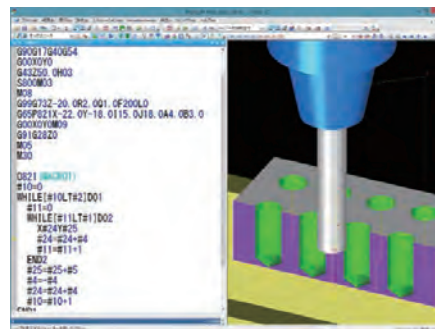 G90G17G40G54
G00X0Y0
G43Z50.0H03
S800M03
M08
G99G73Z-20.0R2.0Q1.0F200L0
G65P821X-22.0Y-18.0I15.0J18.0A4.0B3.0
G00X0Y0M09
G91G28Z0
M05
M30
O821(MACRO1)
#10=0
WHILE[#10LT#2]DO1
#11=0
WHILE[#11LT#1]DO2
X#24Y#25
#24=#24+#4
#11=#11+1
END2
#25=#25+#5
#4=-#4
#24=#24+#4
#10=#10+1
END1